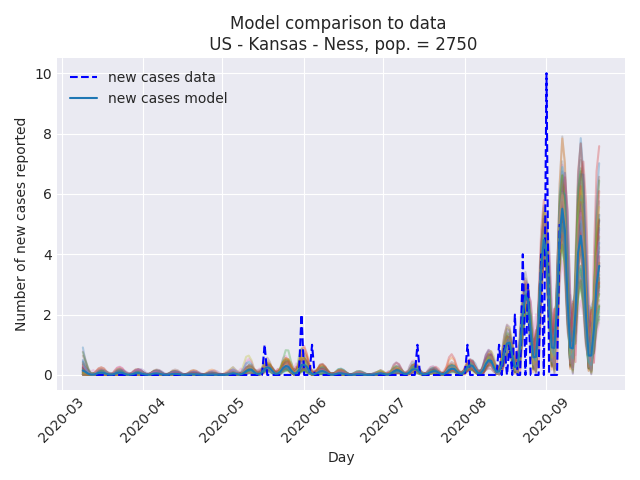 Model comparison to data
US - Kansas - Ness, pop. = 2750
new cases data
new cases model
Number of new cases reported
10
8
6
4
2
0
2020-03
2020-04
2020-05
2020-06
2020-07
2020-08
2020-09
Day